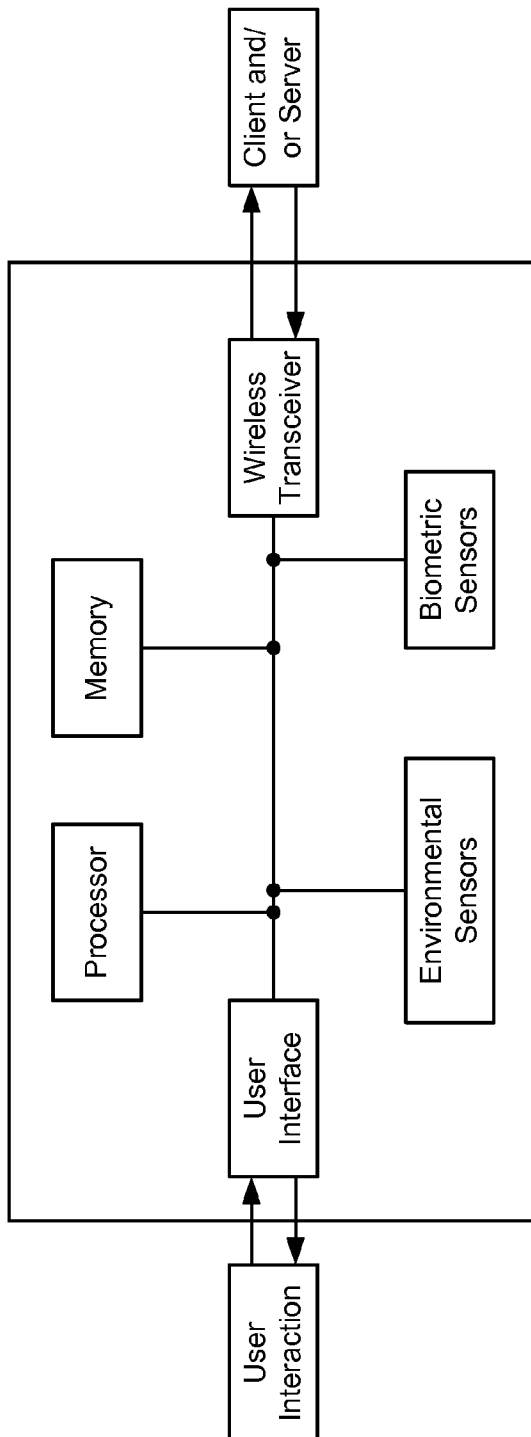 User
Interaction
User
Interface
Processor
Environmental
Sensors
Memory
Biometric
Sensors
Wireless
Transceiver
Client and/
or Server